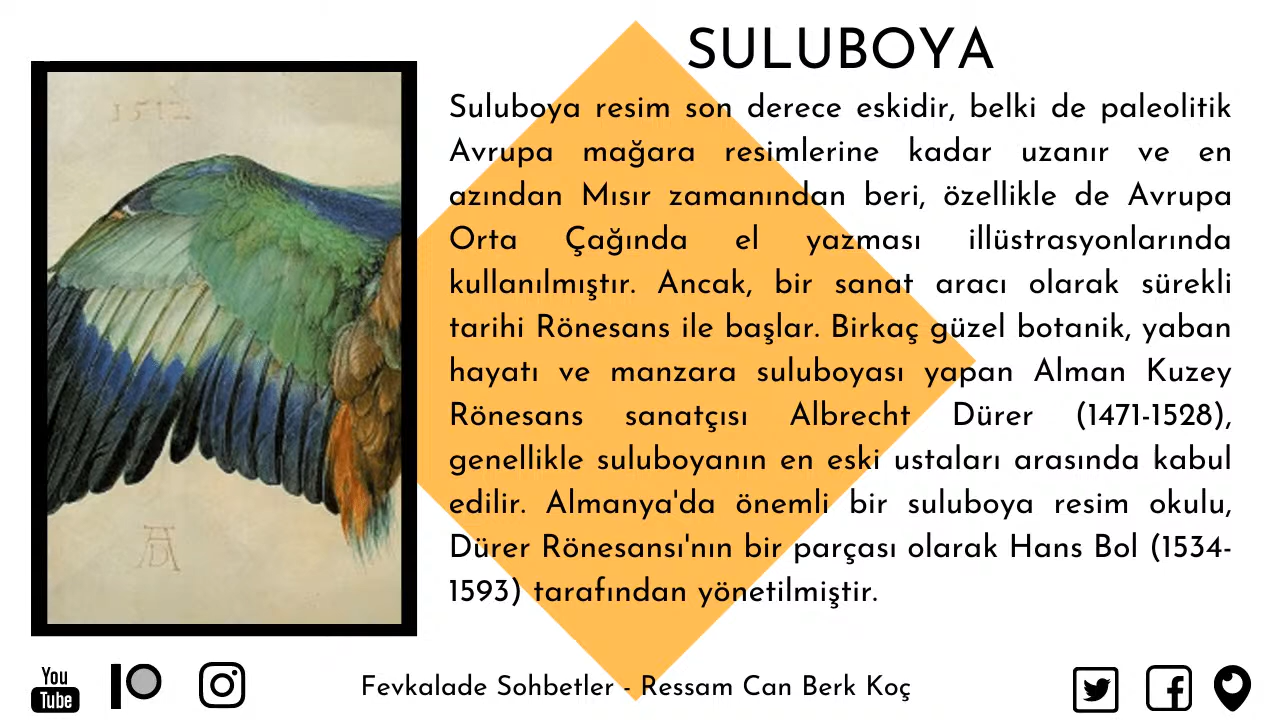 SULUBOYA
1512
Suluboya resim son derece eskidir, belki de paleolitik
Avrupa mağara resimlerine kadar uzanır ve en
azından Mısır zamanından beri, özellikle de Avrupa
Orta Çağında el yazması illüstrasyonlarında
kullanılmıştır. Ancak, bir sanat aracı olarak sürekli
tarihi Rönesans ile başlar. Birkaç güzel botanik, yaban
hayatı ve manzara suluboyası yapan Alman Kuzey
Rönesans sanatçısı Albrecht Dürer (1471-1528),
genellikle suluboyanın en eski ustaları arasında kabul
edilir. Almanya'da önemli bir suluboya resim okulu,
Dürer Rönesansı'nın bir parçası olarak Hans Bol (1534-
1593) tarafından yönetilmiştir.
AD
You
Tube
Fevkalade Sohbetler - Ressam Can Berk Koç